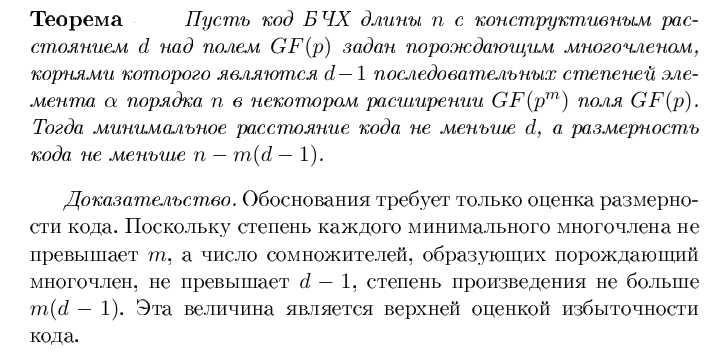 Теорема Пусть код БЧХ длины n с конструктивным рас-
стоянием d над полем GF(p) задан порождающим многочленом,
корнями которого являются d−1 последовательных степеней эле-
мента α порядка n в некотором расширении GF(pᵐ) поля GF(p).
Тогда минимальное расстояние кода не меньше d, а размерность
кода не меньше n − m(d − 1).
Доказательство. Обоснования требует только оценка размерно-
сти кода. Поскольку степень каждого минимального многочлена не
превышает m, а число сомножителей, образующих порождающий
многочлен, не превышает d − 1, степень произведения не больше
m(d − 1). Эта величина является верхней оценкой избыточности
кода.